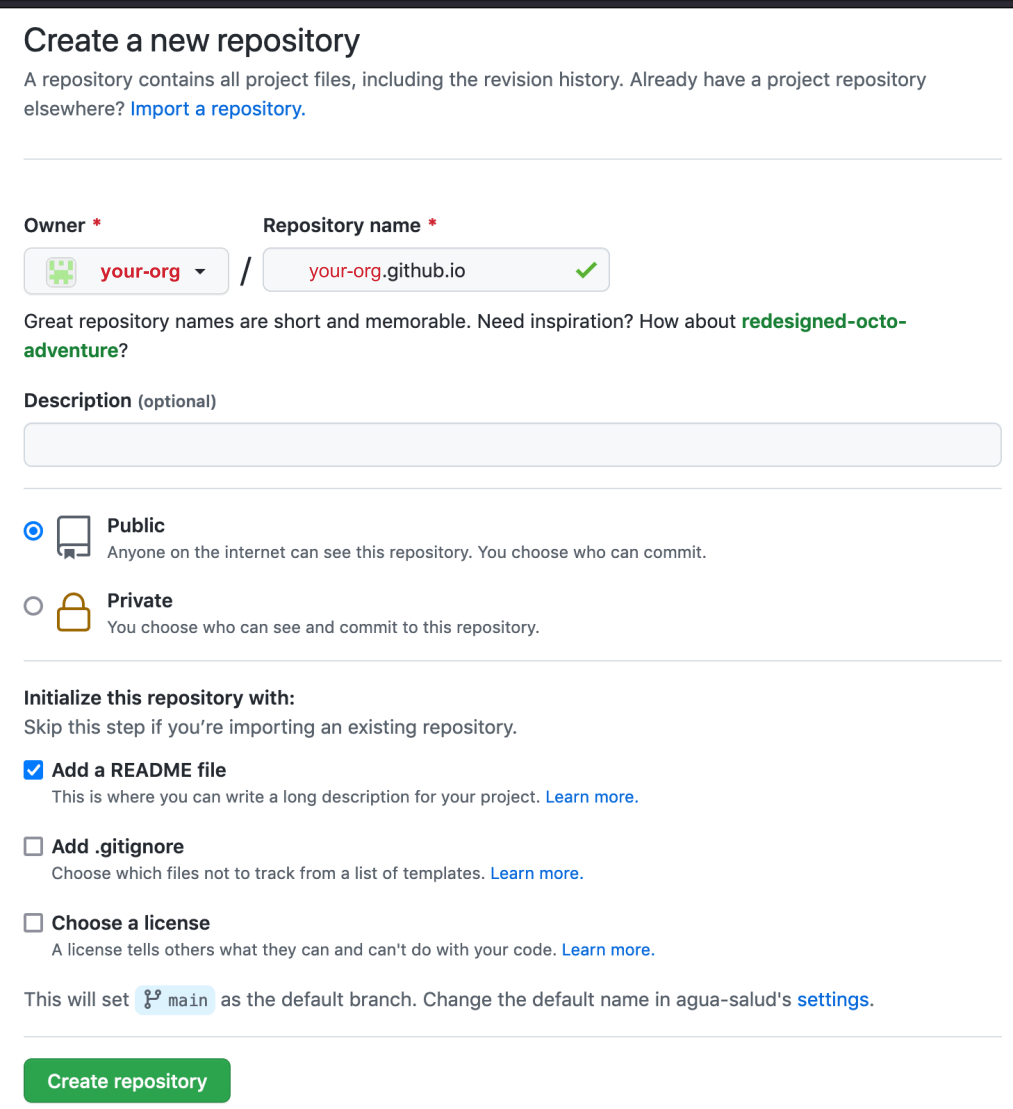 Create a new repository
A repository contains all project files, including the revision history. Already have a project repository
elsewhere? Import a repository.
Owner *
Repository name *
your-org
/
your-org.github.io
Great repository names are short and memorable. Need inspiration? How about redesigned-octo-
adventure?
Description (optional)
Public
Anyone on the internet can see this repository. You choose who can commit.
Private
You choose who can see and commit to this repository.
Initialize this repository with:
Skip this step if you’re importing an existing repository.
Add a README file
This is where you can write a long description for your project. Learn more.
Add .gitignore
Choose which files not to track from a list of templates. Learn more.
Choose a license
A license tells others what they can and can't do with your code. Learn more.
This will set main as the default branch. Change the default name in agua-salud's settings.
Create repository